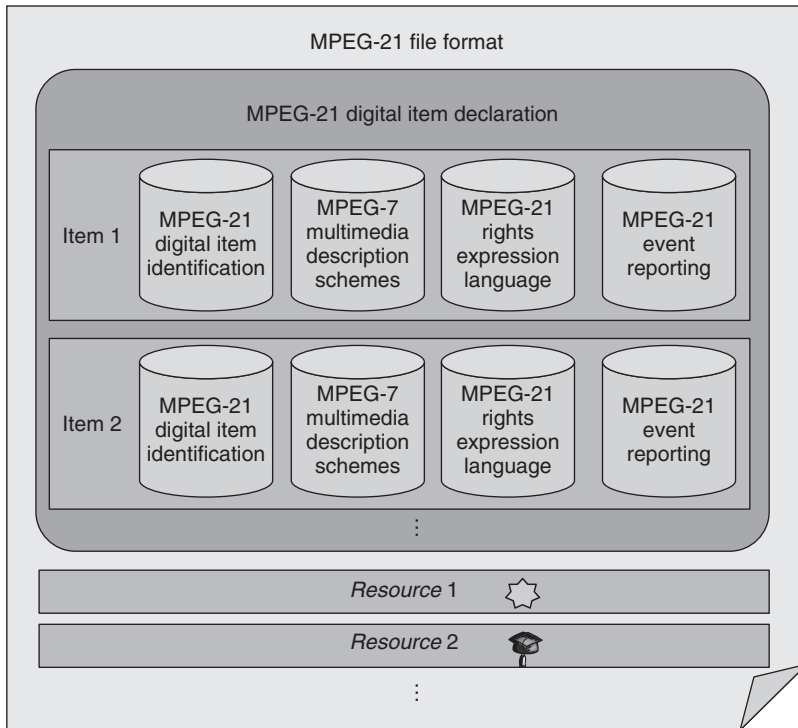 MPEG-21 file format
MPEG-21 digital item declaration
Item 1
MPEG-21
digital item
identification
MPEG-7
multimedia
description
schemes
MPEG-21
rights
expression
language
MPEG-21
event
reporting
Item 2
MPEG-21
digital item
identification
MPEG-7
multimedia
description
schemes
MPEG-21
rights
expression
language
MPEG-21
event
reporting
⋮
Resource 1
Resource 2
⋮